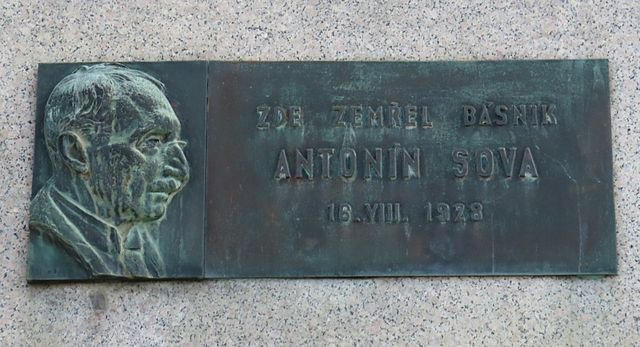 ZDE ZEMŘEL BÁSNÍK
ANTONÍN SOVA
16. VIII. 1928